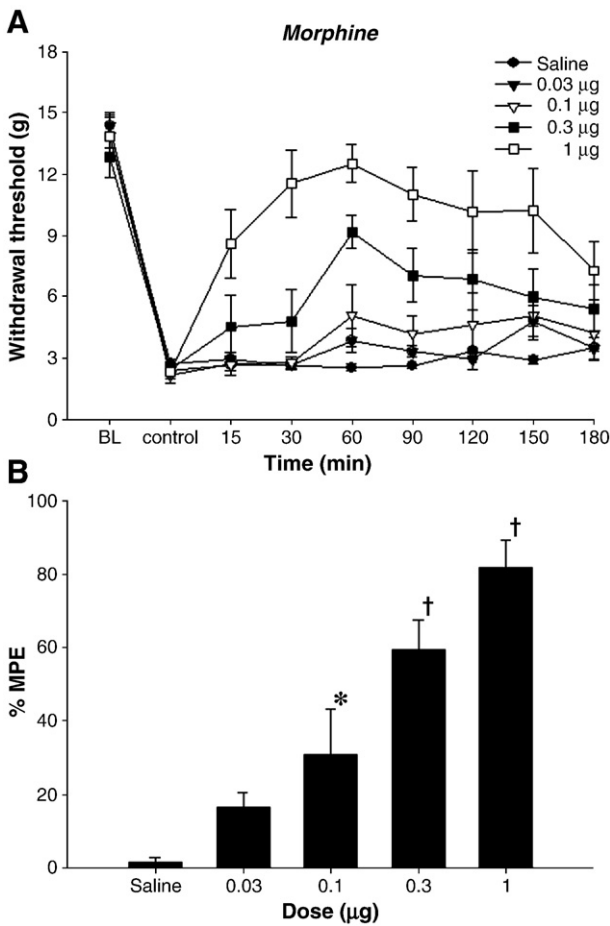 A
Morphine
18
15
12
9
6
3
0
Withdrawal threshold (g)
Saline
0.03 µg
0.1 µg
0.3 µg
1 µg
BL control 15 30 60 90 120 150 180
Time (min)
B
100
80
60
40
20
0
% MPE
*
†
†
Saline 0.03 0.1 0.3 1
Dose (µg)